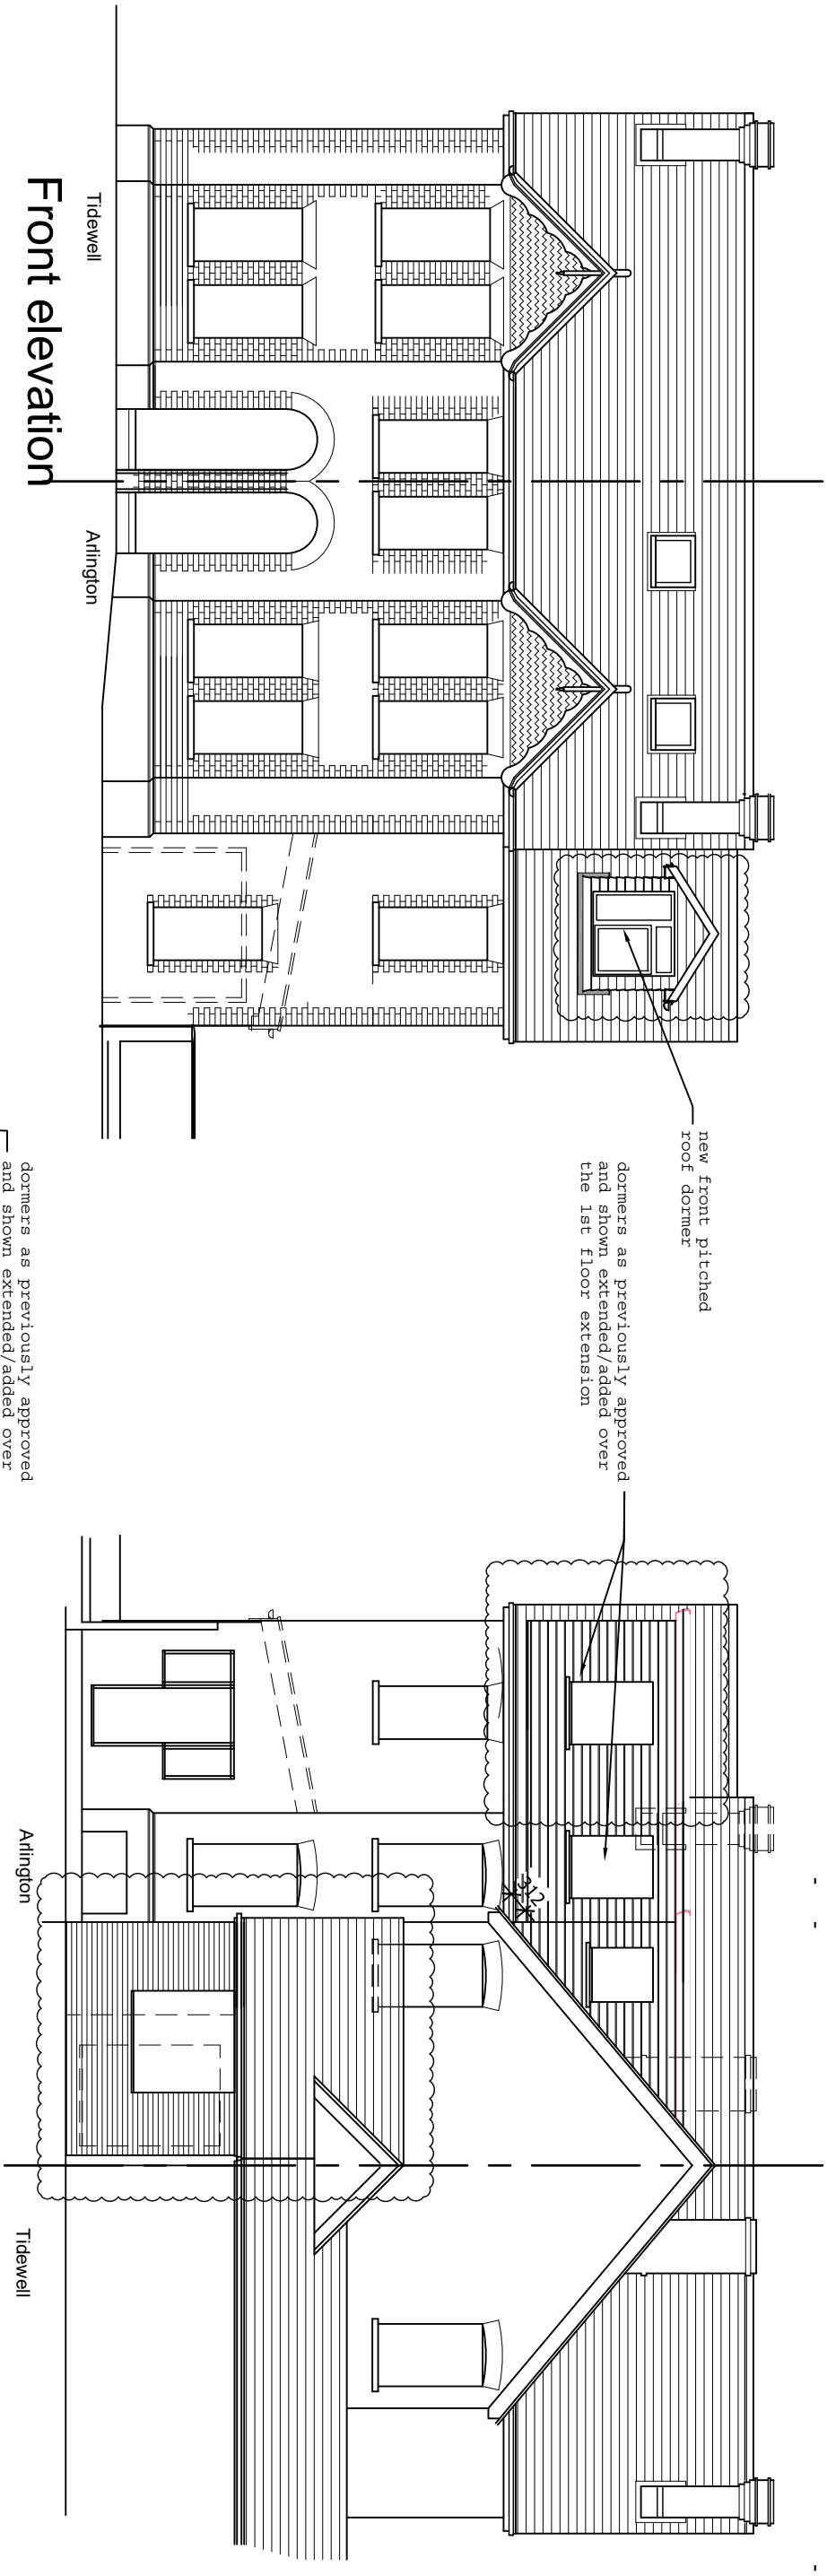 new front pitched
roof dormer
dormers as previously approved
and shown extended/added over
the 1st floor extension
312
Tidewell
Arlington
Front elevation
Arlington
Tidewell
dormers as previously approved
and shown extended/added over